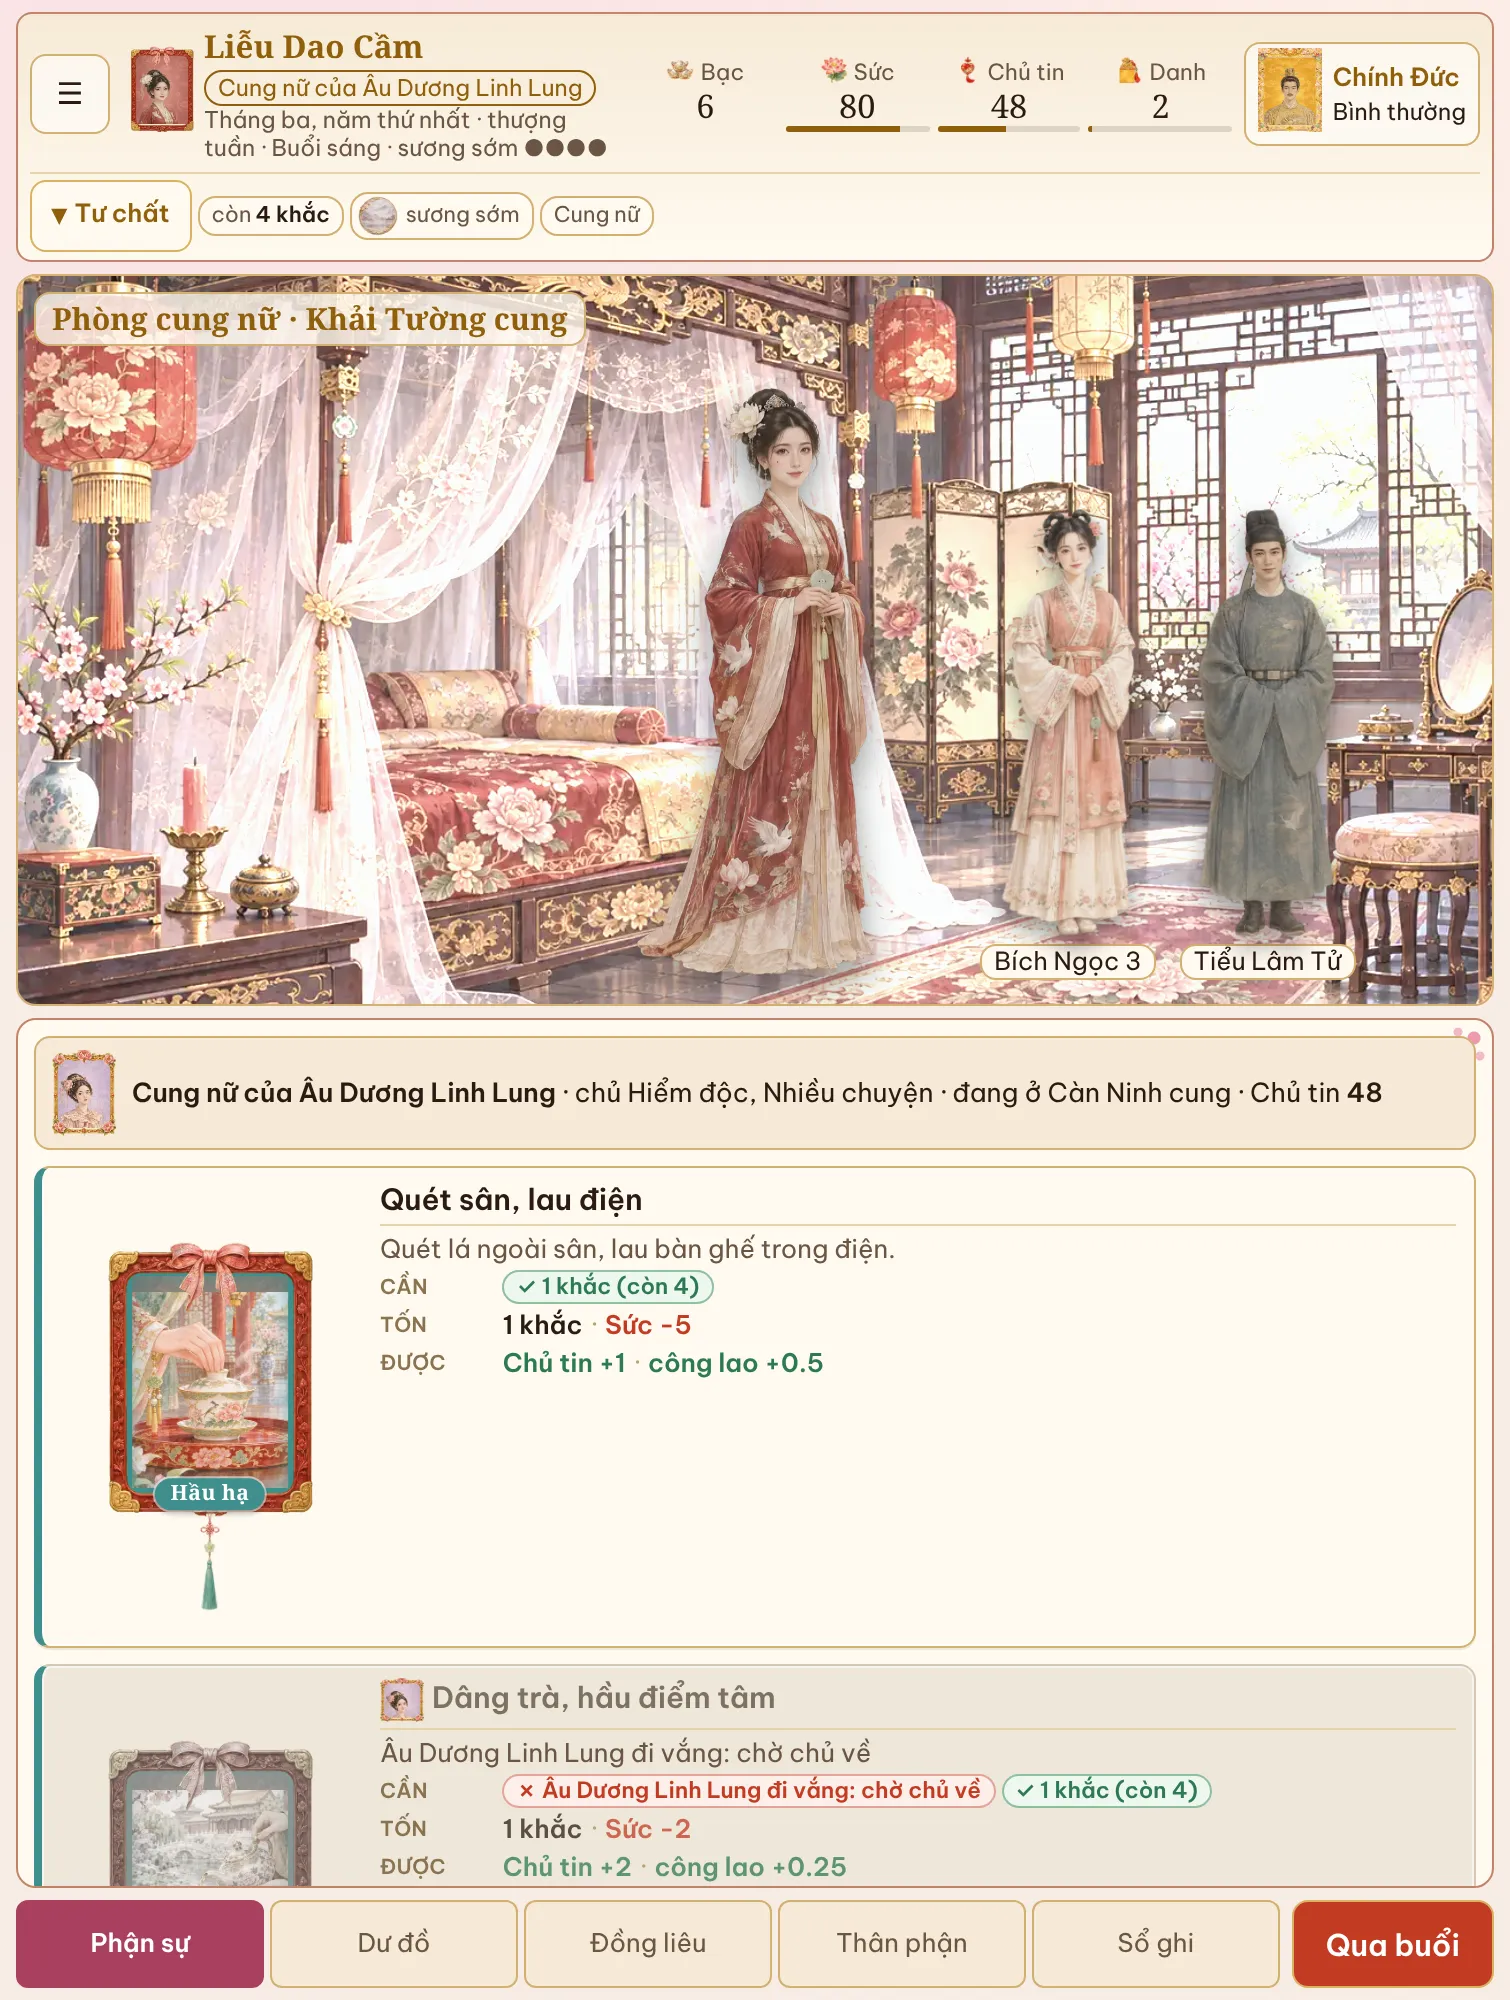 ☰
Liễu Dao Cầm
Cung nữ của Âu Dương Linh Lung
Tháng ba, năm thứ nhất · thượng
tuần · Buổi sáng · sương sớm ●●●●
Bạc
6
Sức
80
Chủ tin
48
Danh
2
Chính Đức
Bình thường
▼ Tư chất
còn 4 khắc
sương sớm
Cung nữ
Phòng cung nữ · Khải Tường cung
Bích Ngọc 3
Tiểu Lâm Tử
Cung nữ của Âu Dương Linh Lung · chủ Hiểm độc, Nhiều chuyện · đang ở Càn Ninh cung · Chủ tin 48
Quét sân, lau điện
Quét lá ngoài sân, lau bàn ghế trong điện.
CẦN ✓ 1 khắc (còn 4)
TỐN 1 khắc · Sức -5
ĐƯỢC Chủ tin +1 · công lao +0.5
Hầu hạ
Dâng trà, hầu điểm tâm
Âu Dương Linh Lung đi vắng: chờ chủ về
CẦN × Âu Dương Linh Lung đi vắng: chờ chủ về ✓ 1 khắc (còn 4)
TỐN 1 khắc · Sức -2
ĐƯỢC Chủ tin +2 · công lao +0.25
Phận sự
Dư đồ
Đồng liêu
Thân phận
Sổ ghi
Qua buổi